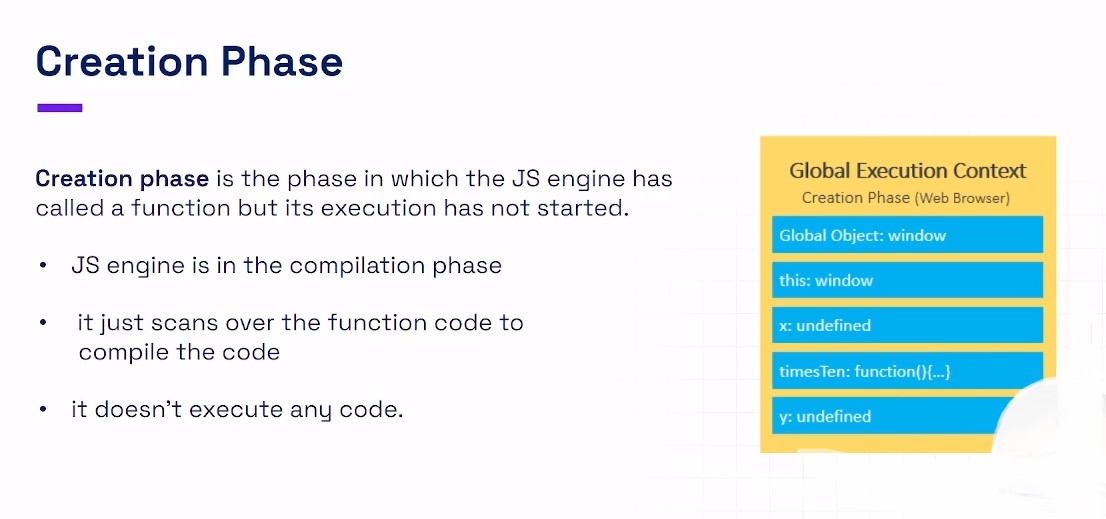 Creation Phase
Creation phase is the phase in which the JS engine has
called a function but its execution has not started.
• JS engine is in the compilation phase
• it just scans over the function code to
compile the code
• it doesn't execute any code.
Global Execution Context
Creation Phase (Web Browser)
Global Object: window
this: window
x: undefined
timesTen: function(){...}
y: undefined